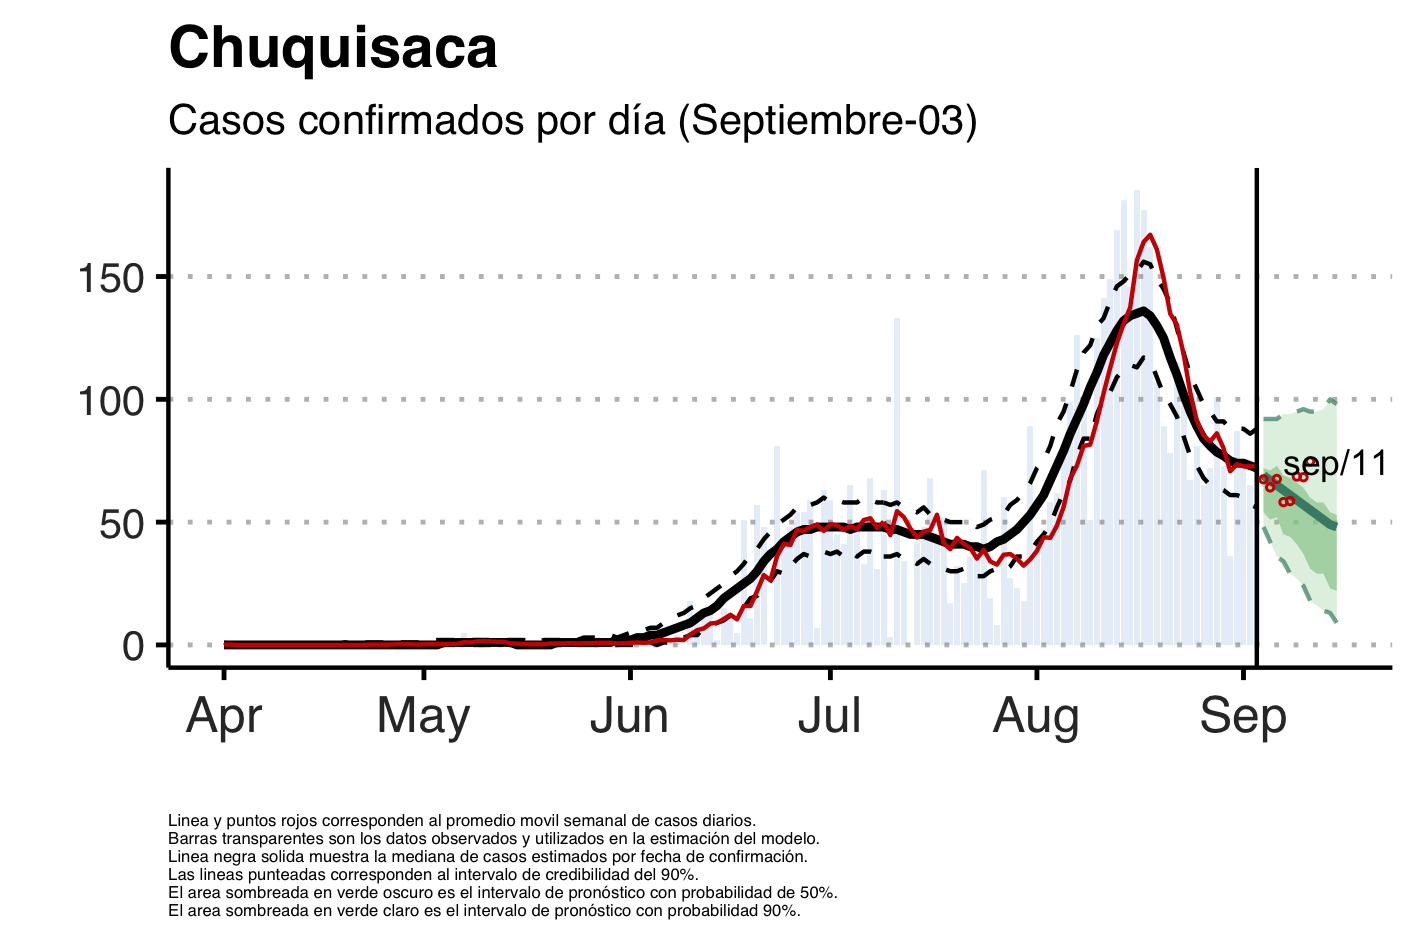 Chuquisaca
Casos confirmados por día (Septiembre-03)
150
100
50
0
sep/11
Apr May Jun Jul Aug Sep
Linea y puntos rojos corresponden al promedio movil semanal de casos diarios.
Barras transparentes son los datos observados y utilizados en la estimación del modelo.
Linea negra solida muestra la mediana de casos estimados por fecha de confirmación.
Las lineas punteadas corresponden al intervalo de credibilidad del 90%.
El area sombreada en verde oscuro es el intervalo de pronóstico con probabilidad de 50%.
El area sombreada en verde claro es el intervalo de pronóstico con probabilidad 90%.